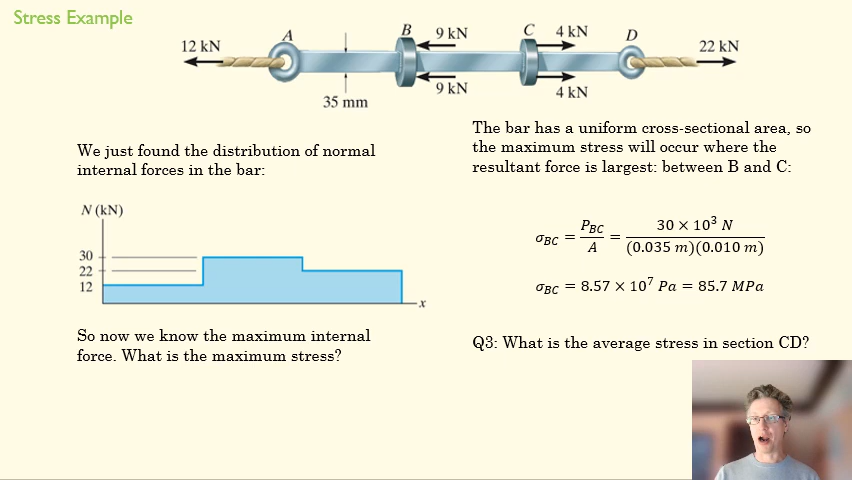 Stress Example
A
B
C
D
12 kN
9 kN
4 kN
22 kN
35 mm
9 kN
4 kN
We just found the distribution of normal
internal forces in the bar:
N (kN)
30
22
12
x
So now we know the maximum internal
force. What is the maximum stress?
The bar has a uniform cross-sectional area, so
the maximum stress will occur where the
resultant force is largest: between B and C:
σBC = PBC / A = 30 × 10³ N / (0.035 m)(0.010 m)
σBC = 8.57 × 10⁷ Pa = 85.7 MPa
Q3: What is the average stress in section CD?